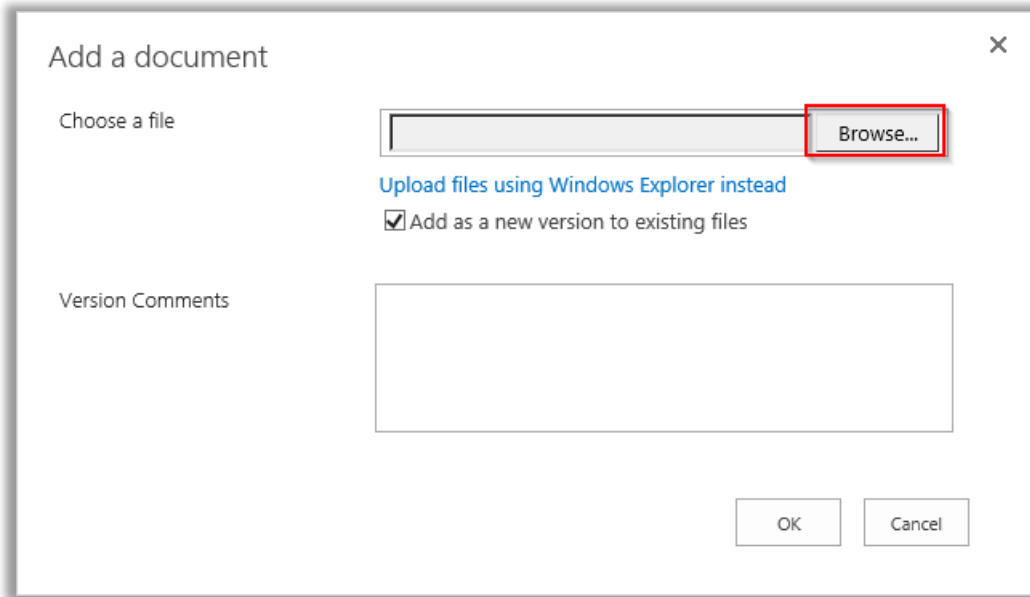 Add a document
Choose a file
Browse...
Upload files using Windows Explorer instead
Add as a new version to existing files
Version Comments
OK
Cancel